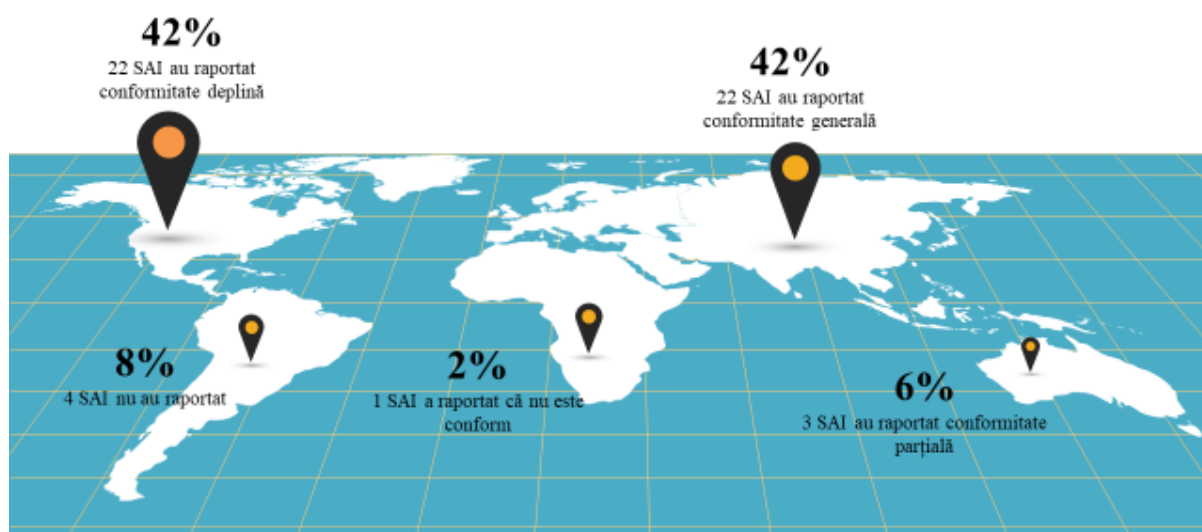 42%
22 SAI au raportat
conformitate deplină
42%
22 SAI au raportat
conformitate generală
8%
4 SAI nu au raportat
2%
1 SAI a raportat că nu este
conform
6%
3 SAI au raportat conformitate
parțială